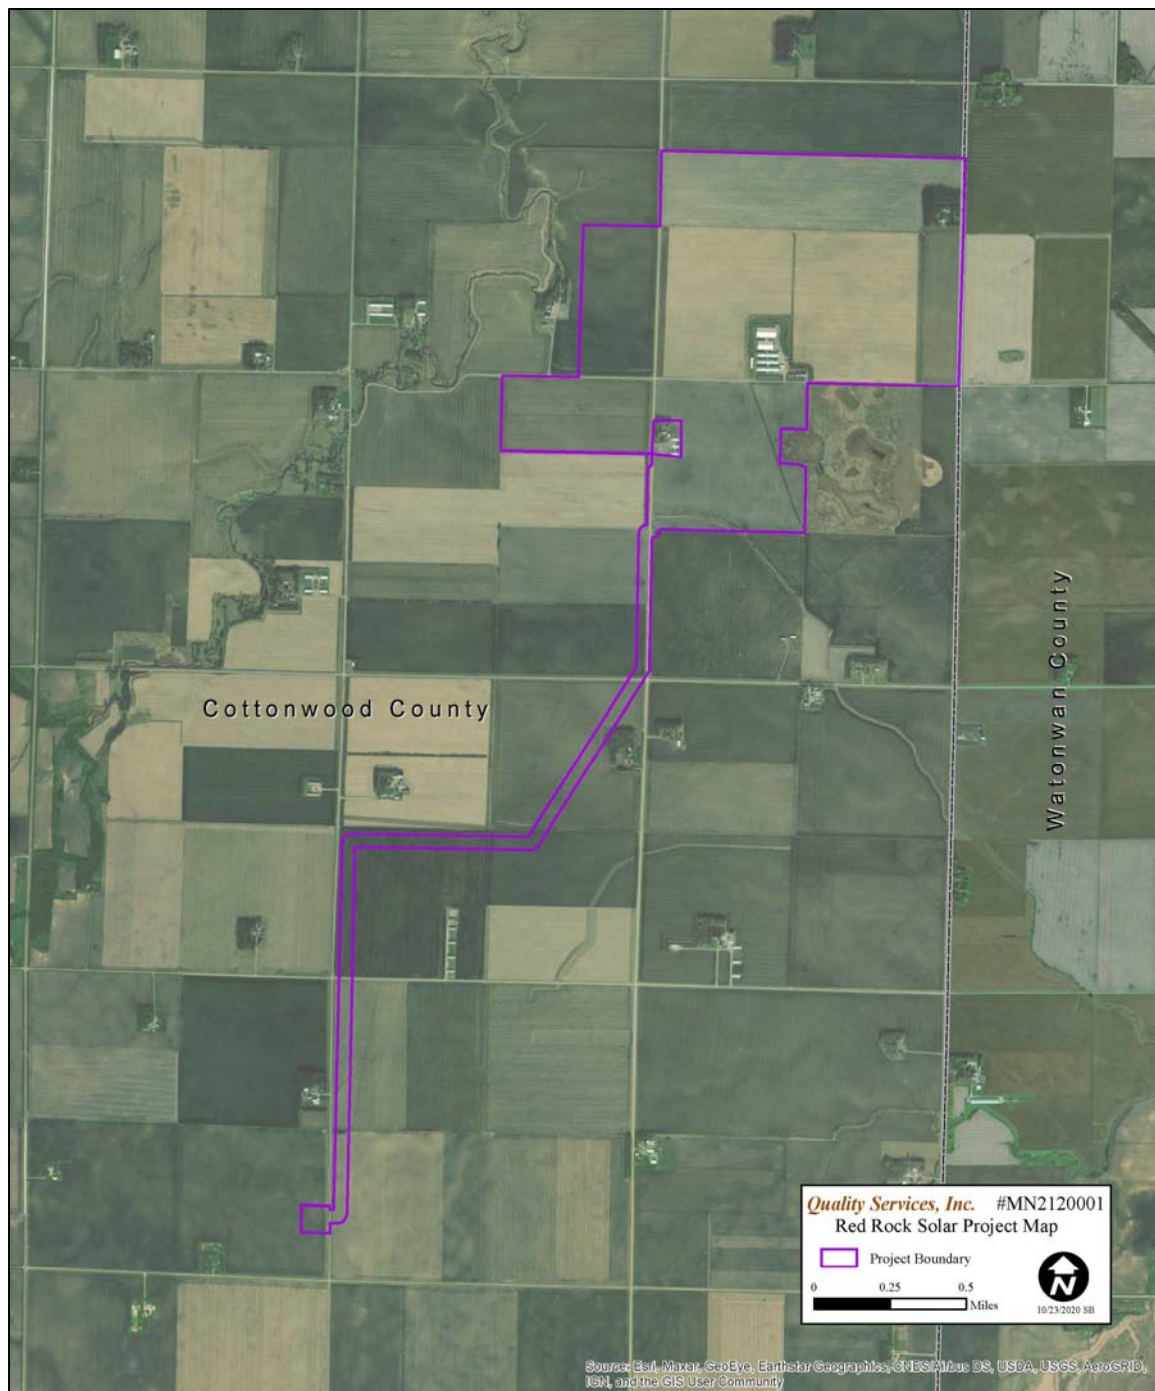 Cottonwood County
Watonwan County
Quality Services, Inc. #MN2120001
Red Rock Solar Project Map
Project Boundary
0 0.25 0.5
Miles
N
10/23/2020 SB
Source: Esri, Maxar, GeoEye, Earthstar Geographics, CNES/Airbus DS, USDA, USGS, AeroGRID,
IGN, and the GIS User Community